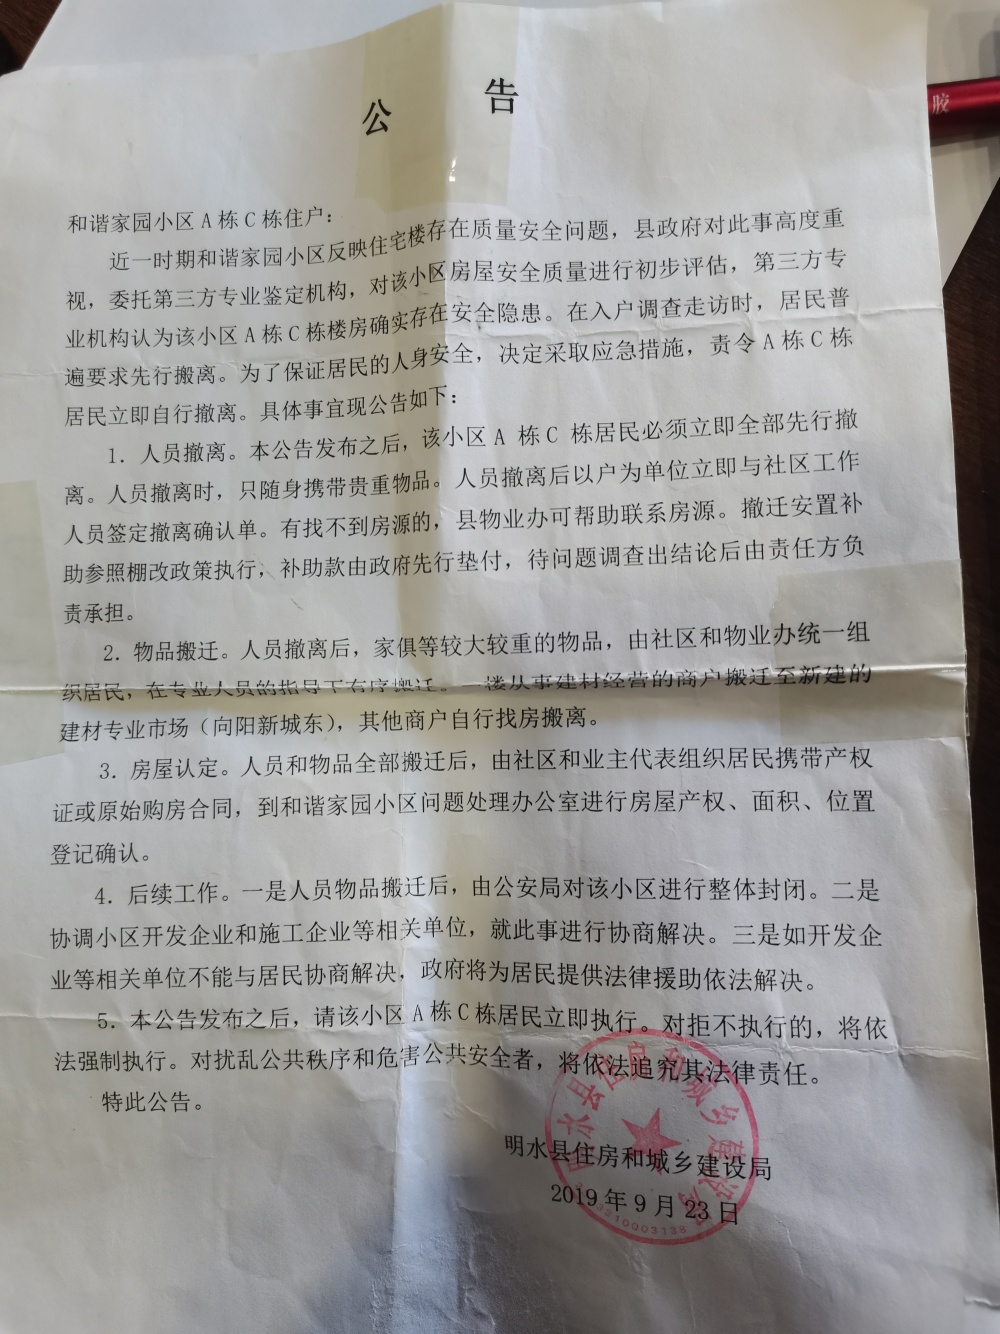 公 告
和谐家园小区 A 栋 C 栋住户：
近一时期和谐家园小区反映住宅楼存在质量安全问题，县政府对此事高度重
视，委托第三方专业鉴定机构，对该小区房屋安全质量进行初步评估，第三方专
业机构认为该小区 A 栋 C 栋楼房确实存在安全隐患。在入户调查走访时，居民普
遍要求先行搬离。为了保证居民的人身安全，决定采取应急措施，责令 A 栋 C 栋
居民立即自行撤离。具体事宜现公告如下：
1．人员撤离。本公告发布之后，该小区 A 栋 C 栋居民必须立即全部先行撤
离。人员撤离时，只随身携带贵重物品。人员撤离后以户为单位立即与社区工作
人员签定撤离确认单。有找不到房源的，县物业办可帮助联系房源。撤迁安置补
助参照棚改政策执行，补助款由政府先行垫付，待问题调查出结论后由责任方负
责承担。
2．物品搬迁。人员撤离后，家俱等较大较重的物品，由社区和物业办统一组
织居民，在专业人员的指导下有序搬迁。一楼从事建材经营的商户搬迁至新建的
建材专业市场（向阳新城东），其他商户自行找房搬离。
3．房屋认定。人员和物品全部搬迁后，由社区和业主代表组织居民携带产权
证或原始购房合同，到和谐家园小区问题处理办公室进行房屋产权、面积、位置
登记确认。
4．后续工作。一是人员物品搬迁后，由公安局对该小区进行整体封闭。二是
协调小区开发企业和施工企业等相关单位，就此事进行协商解决。三是如开发企
业等相关单位不能与居民协商解决，政府将为居民提供法律援助依法解决。
5．本公告发布之后，请该小区 A 栋 C 栋居民立即执行。对拒不执行的，将依
法强制执行。对扰乱公共秩序和危害公共安全者，将依法追究其法律责任。
特此公告。
明水县住房和城乡建设局
2019 年 9 月 23 日
明水县住房和城乡建设局
胶